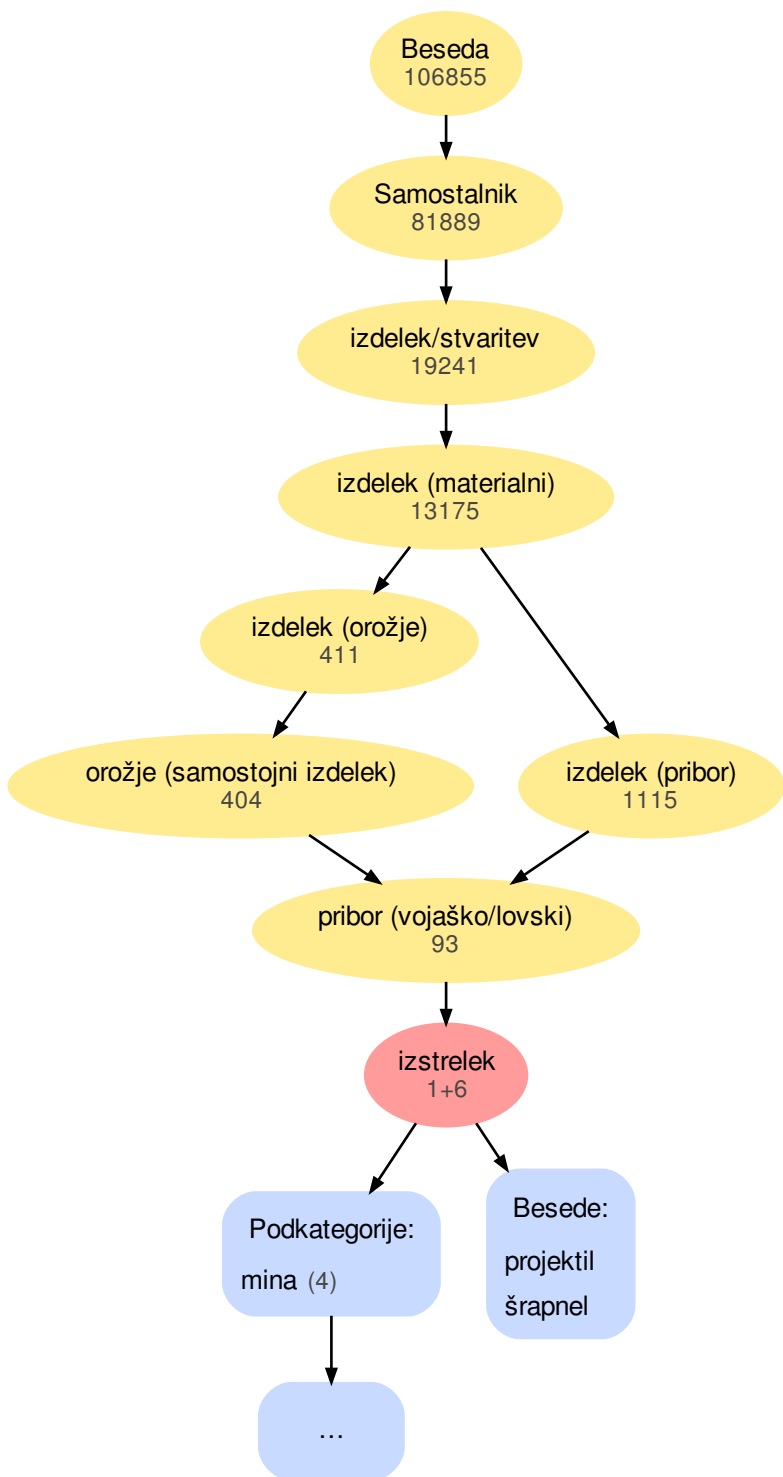 Beseda
106855
Samostalnik
81889
izdelek/stvaritev
19241
izdelek (materialni)
13175
izdelek (orožje)
411
orožje (samostojni izdelek)
404
izdelek (pribor)
1115
pribor (vojaško/lovski)
93
izstrelek
1+6
Podkategorije:
mina (4)
Besede:
projektil
šrapnel
…